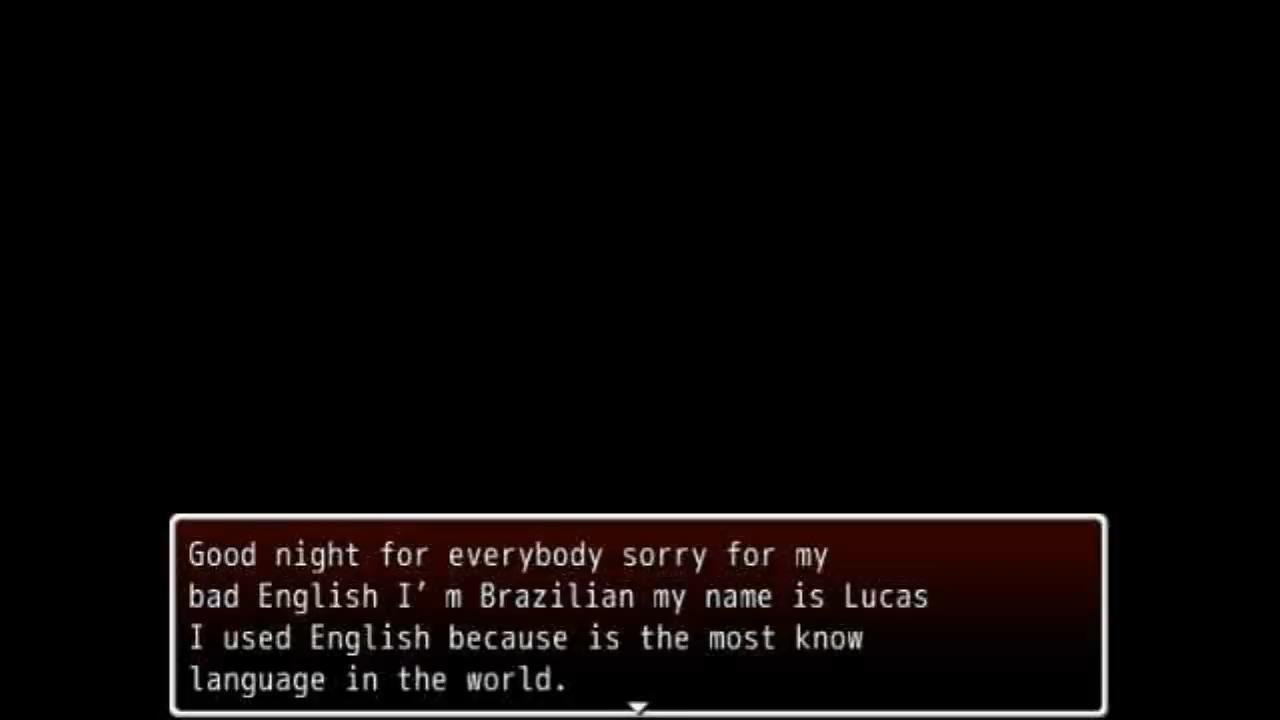 Good night for everybody sorry for my
bad English I’ m Brazilian my name is Lucas
I used English because is the most know
language in the world.